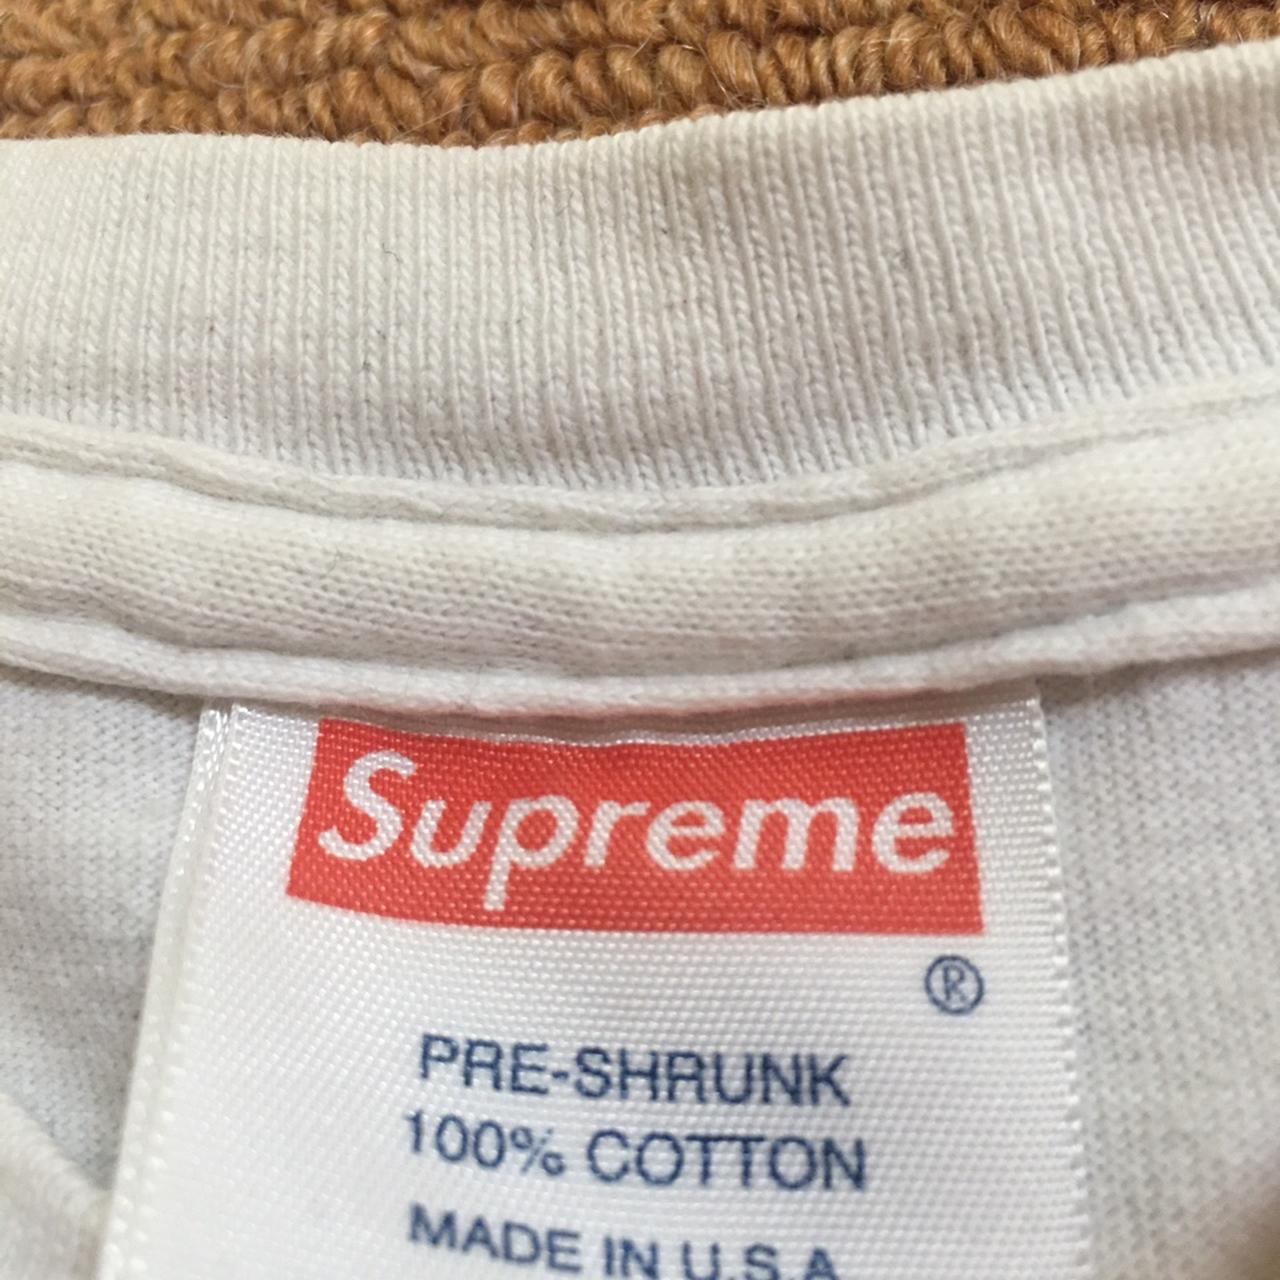 Supreme
®
PRE-SHRUNK
100% COTTON
MADE IN U.S.A